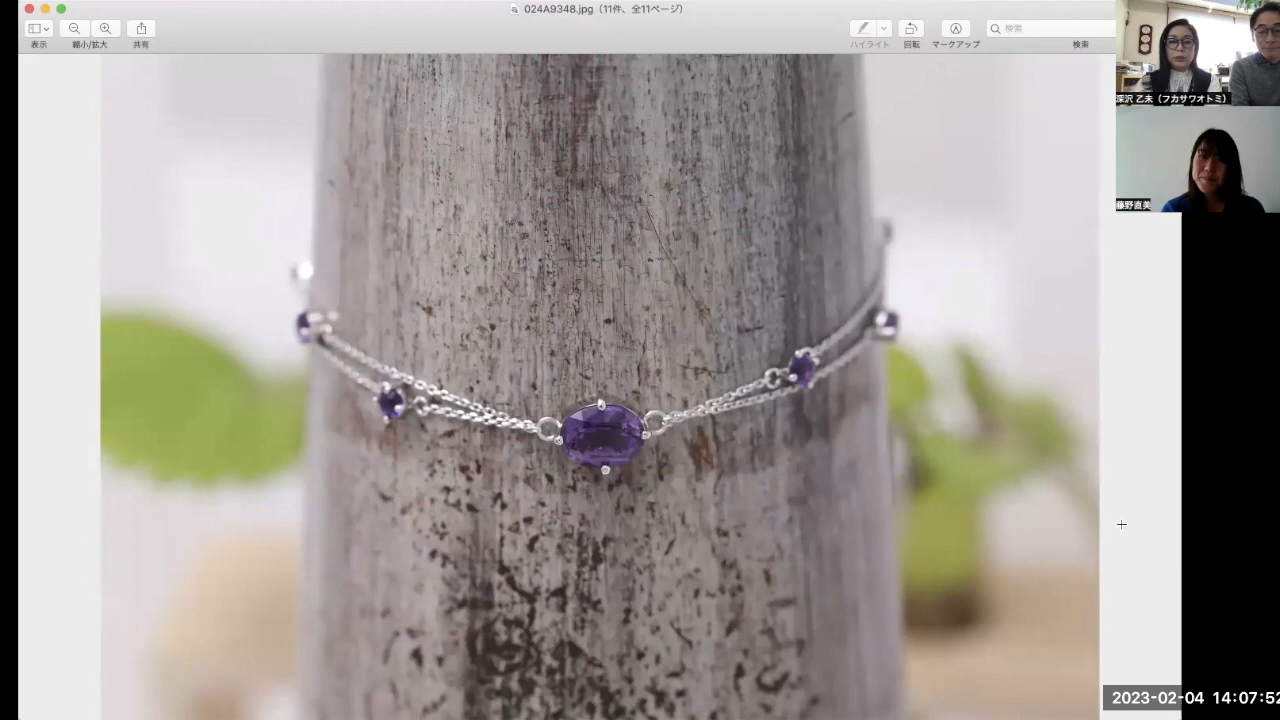 024A9348.jpg（11件、全11ページ）
表示
縮小/拡大
共有
ハイライト
回転
マークアップ
検索
検索
深沢 乙未（フカサワオトミ）
藤野直美
2023-02-04 14:07:52